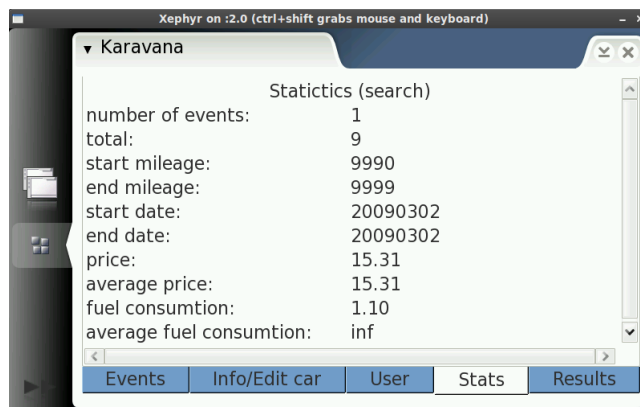 Xephyr on :2.0 (ctrl+shift grabs mouse and keyboard)
Karavana
Statictics (search)
number of events: 1
total: 9
start mileage: 9990
end mileage: 9999
start date: 20090302
end date: 20090302
price: 15.31
average price: 15.31
fuel consumtion: 1.10
average fuel consumtion: inf
Events Info/Edit car User Stats Results